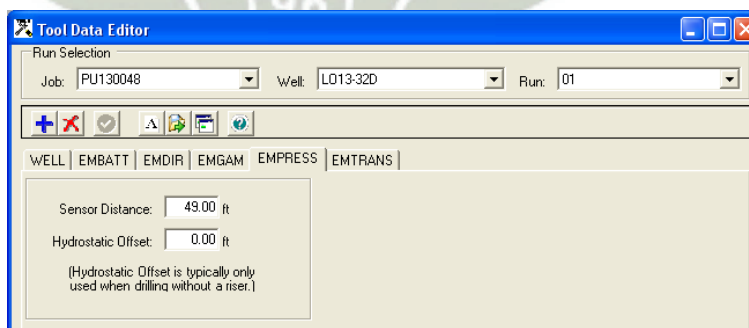 Tool Data Editor
Run Selection
Job: PU130048 Well: LO13-32D Run: 01
A
WELL EMBATT EMDIR EMGAM EMPRESS EMTRANS
Sensor Distance: 49.00 ft
Hydrostatic Offset: 0.00 ft
(Hydrostatic Offset is typically only
used when drilling without a riser.)